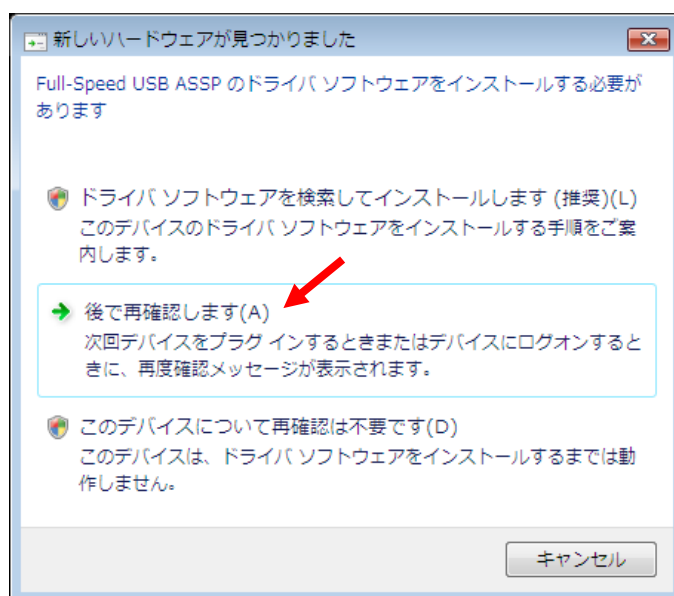 新しいハードウェアが見つかりました
Full-Speed USB ASSP のドライバ ソフトウェアをインストールする必要が
あります
ドライバ ソフトウェアを検索してインストールします (推奨)(L)
このデバイスのドライバ ソフトウェアをインストールする手順をご案
内します。
後で再確認します(A)
次回デバイスをプラグ インするときまたはデバイスにログオンすると
きに、再度確認メッセージが表示されます。
このデバイスについて再確認は不要です(D)
このデバイスは、ドライバ ソフトウェアをインストールするまでは動
作しません。
キャンセル